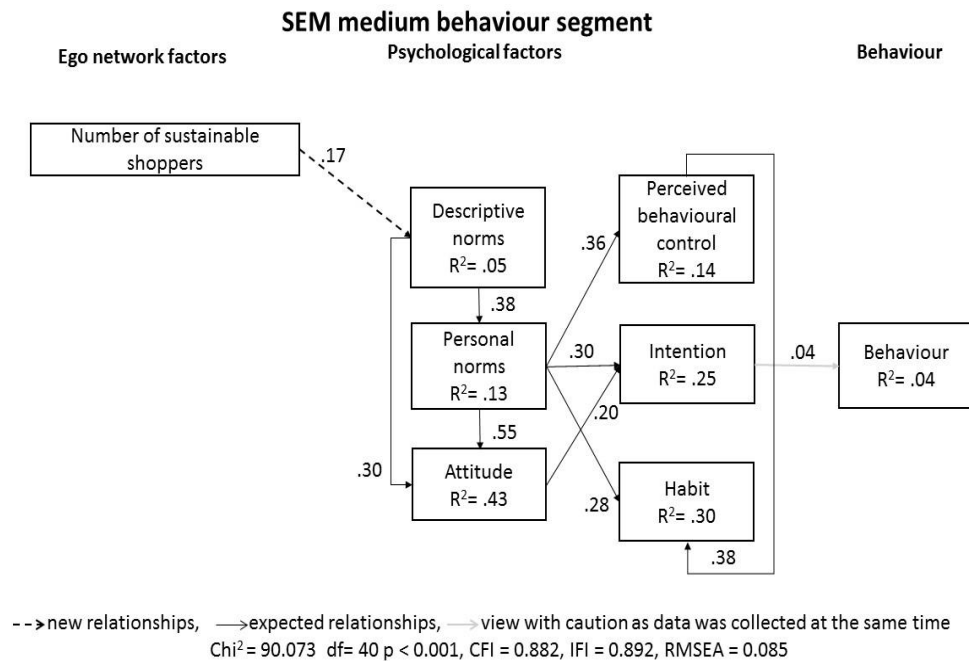 SEM medium behaviour segment
Ego network factors
Psychological factors
Behaviour
Number of sustainable
shoppers
.17
Descriptive
norms
R²= .05
Perceived
behavioural
control
R²= .14
.36
.38
Personal
norms
R²= .13
.30
Intention
R²= .25
.04
Behaviour
R²= .04
.20
.55
.30
Attitude
R²= .43
.28
Habit
R²= .30
.38
new relationships, expected relationships, view with caution as data was collected at the same time
Chi² = 90.073 df= 40 p < 0.001, CFI = 0.882, IFI = 0.892, RMSEA = 0.085